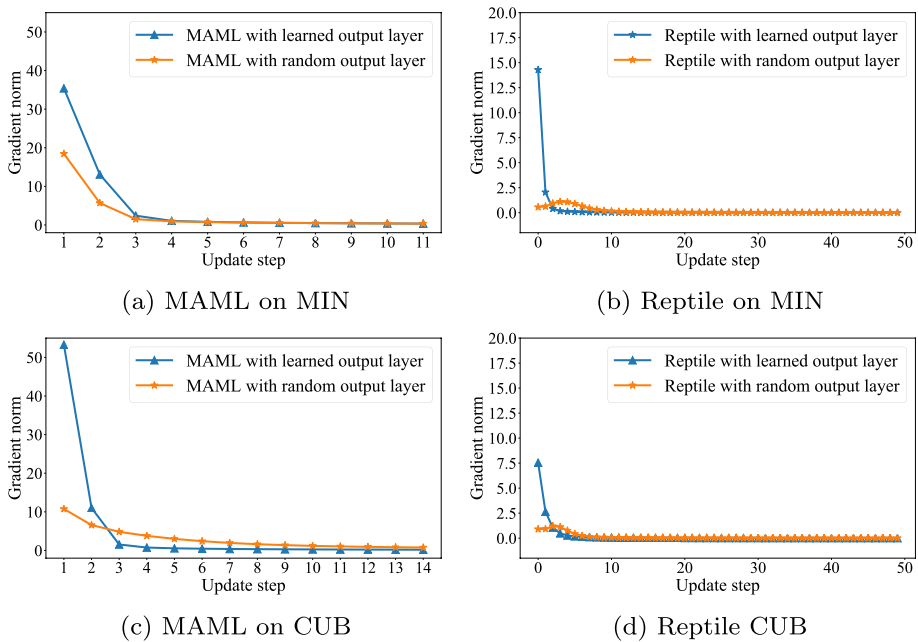 50
40
30
20
10
0
Gradient norm
MAML with learned output layer
MAML with random output layer
1 2 3 4 5 6 7 8 9 10 11
Update step
(a) MAML on MIN
20.0
17.5
15.0
12.5
10.0
7.5
5.0
2.5
0.0
Gradient norm
Reptile with learned output layer
Reptile with random output layer
0 10 20 30 40 50
Update step
(b) Reptile on MIN
50
40
30
20
10
0
Gradient norm
MAML with learned output layer
MAML with random output layer
1 2 3 4 5 6 7 8 9 10 11 12 13 14
Update step
(c) MAML on CUB
20.0
17.5
15.0
12.5
10.0
7.5
5.0
2.5
0.0
Gradient norm
Reptile with learned output layer
Reptile with random output layer
0 10 20 30 40 50
Update step
(d) Reptile CUB